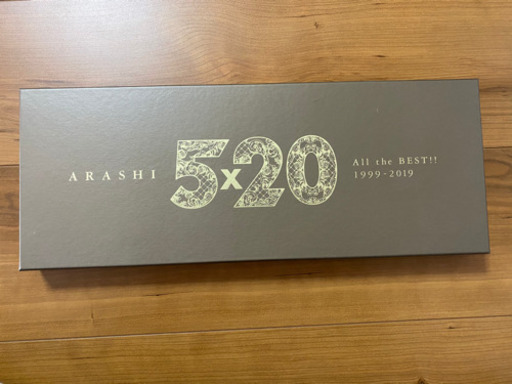 ARASHI
5x20
All the BEST!!
1999-2019